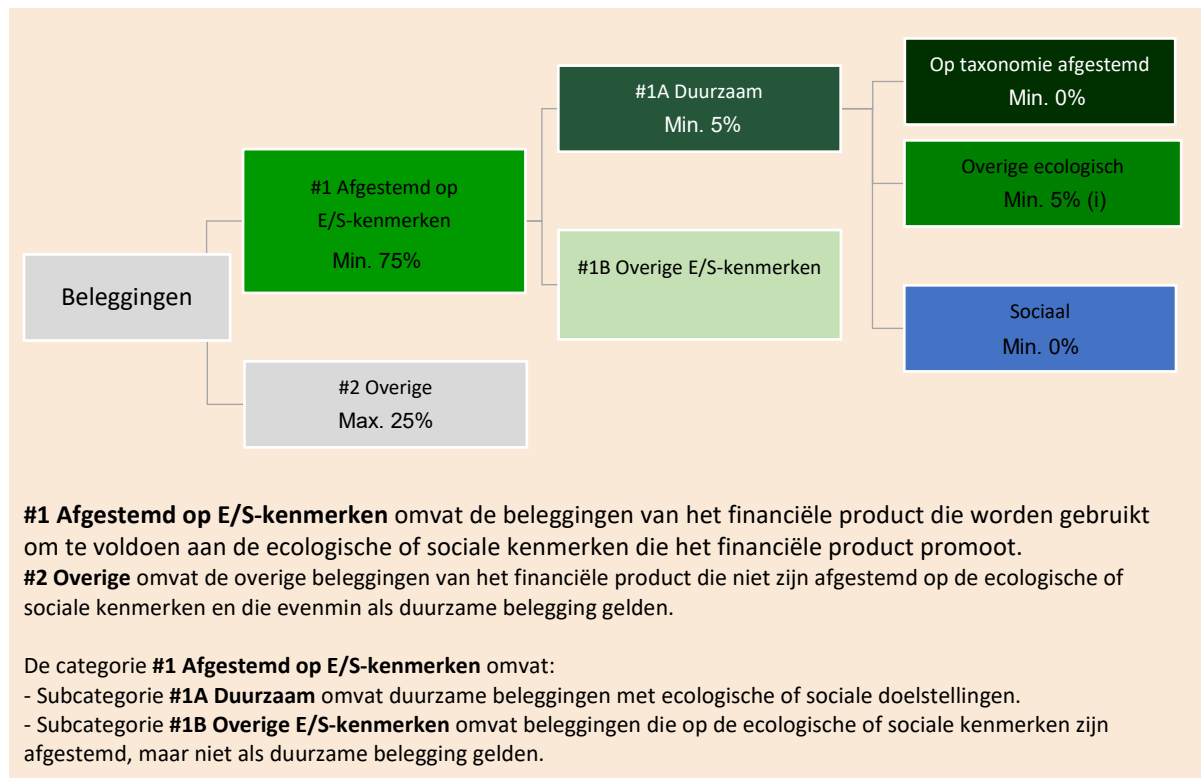 Beleggingen
#1 Afgestemd op
E/S-kenmerken
Min. 75%
#2 Overige
Max. 25%
#1A Duurzaam
Min. 5%
#1B Overige E/S-kenmerken
Op taxonomie afgestemd
Min. 0%
Overige ecologisch
Min. 5% (i)
Sociaal
Min. 0%
#1 Afgestemd op E/S-kenmerken omvat de beleggingen van het financiële product die worden gebruikt
om te voldoen aan de ecologische of sociale kenmerken die het financiële product promoot.
#2 Overige omvat de overige beleggingen van het financiële product die niet zijn afgestemd op de ecologische of
sociale kenmerken en die evenmin als duurzame belegging gelden.
De categorie #1 Afgestemd op E/S-kenmerken omvat:
- Subcategorie #1A Duurzaam omvat duurzame beleggingen met ecologische of sociale doelstellingen.
- Subcategorie #1B Overige E/S-kenmerken omvat beleggingen die op de ecologische of sociale kenmerken zijn
afgestemd, maar niet als duurzame belegging gelden.